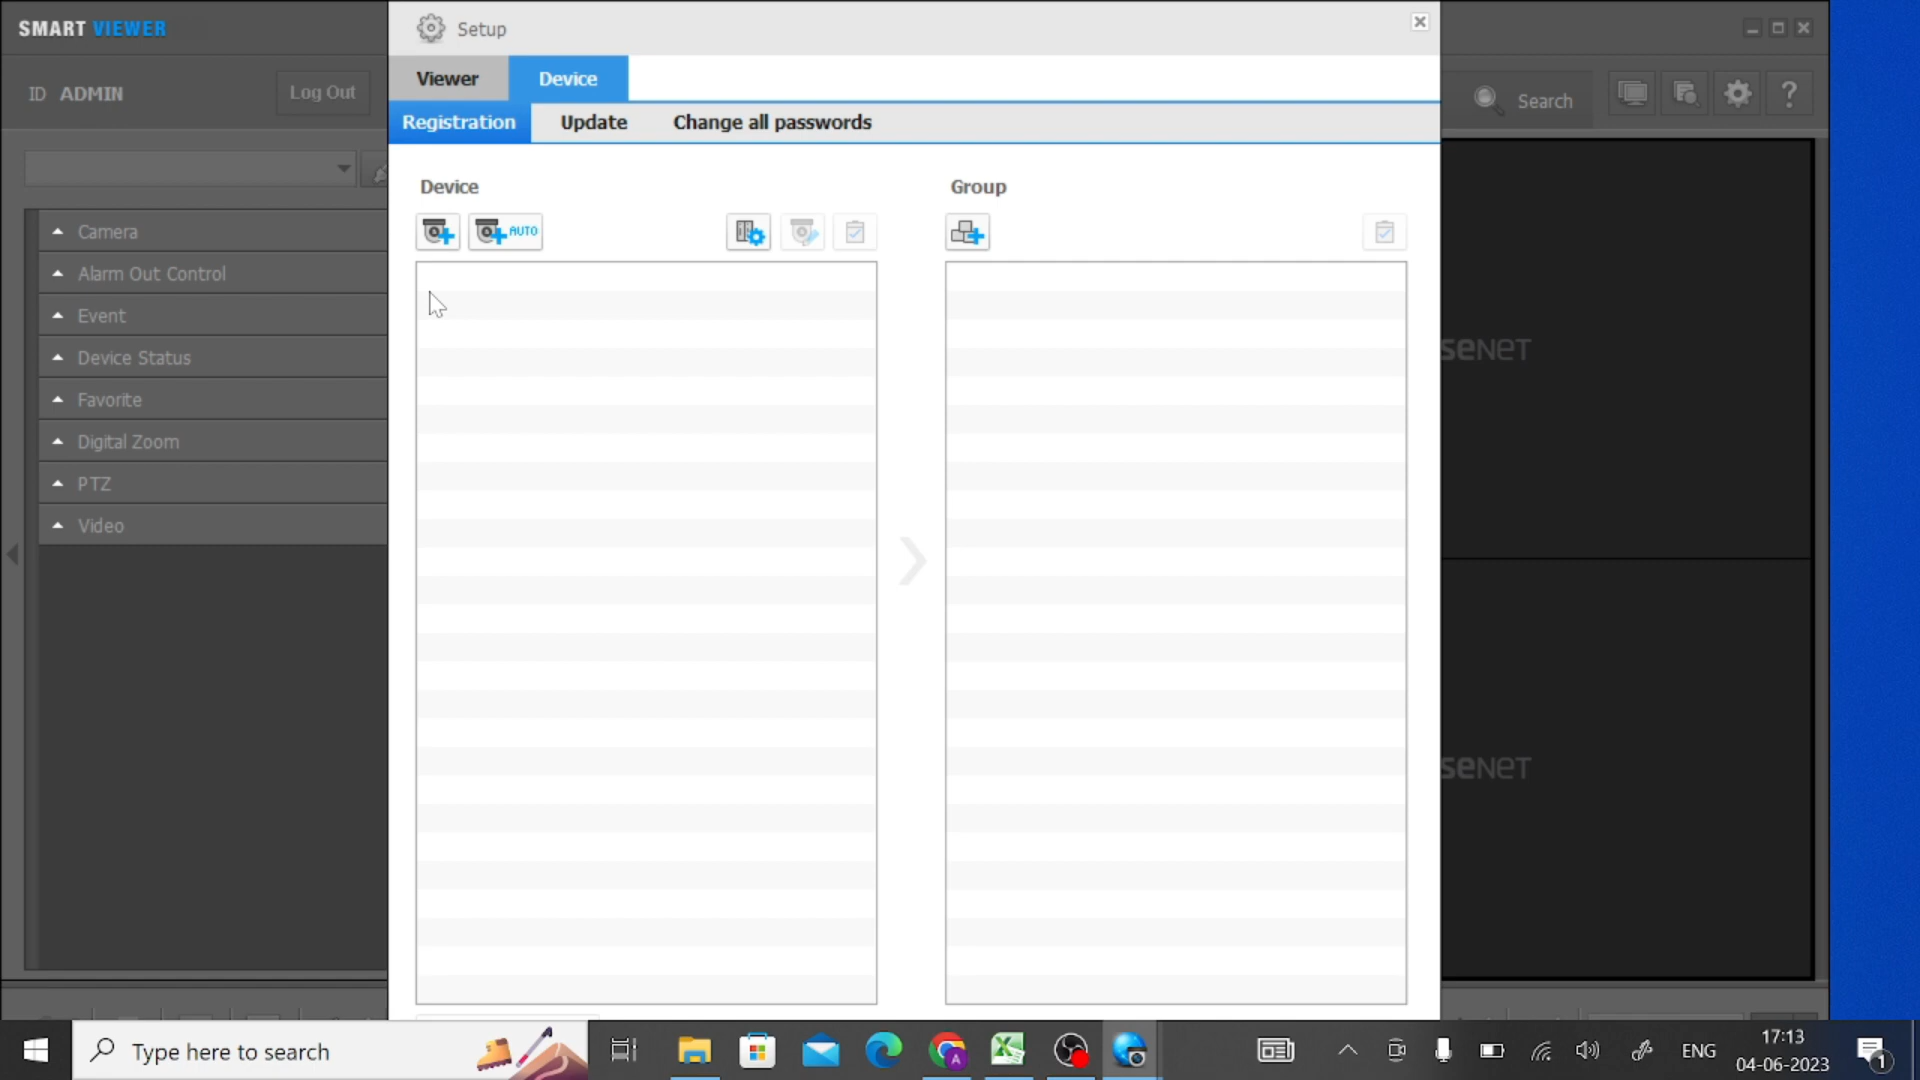 SMART VIEWER
Setup
ID ADMIN
Log Out
Viewer
Device
Search
?
Registration
Update
Change all passwords
Device
Group
AUTO
Camera
Alarm Out Control
Event
Device Status
Favorite
Digital Zoom
PTZ
Video
seNET
seNET
Type here to search
A
ENG
17:13
04-06-2023
1